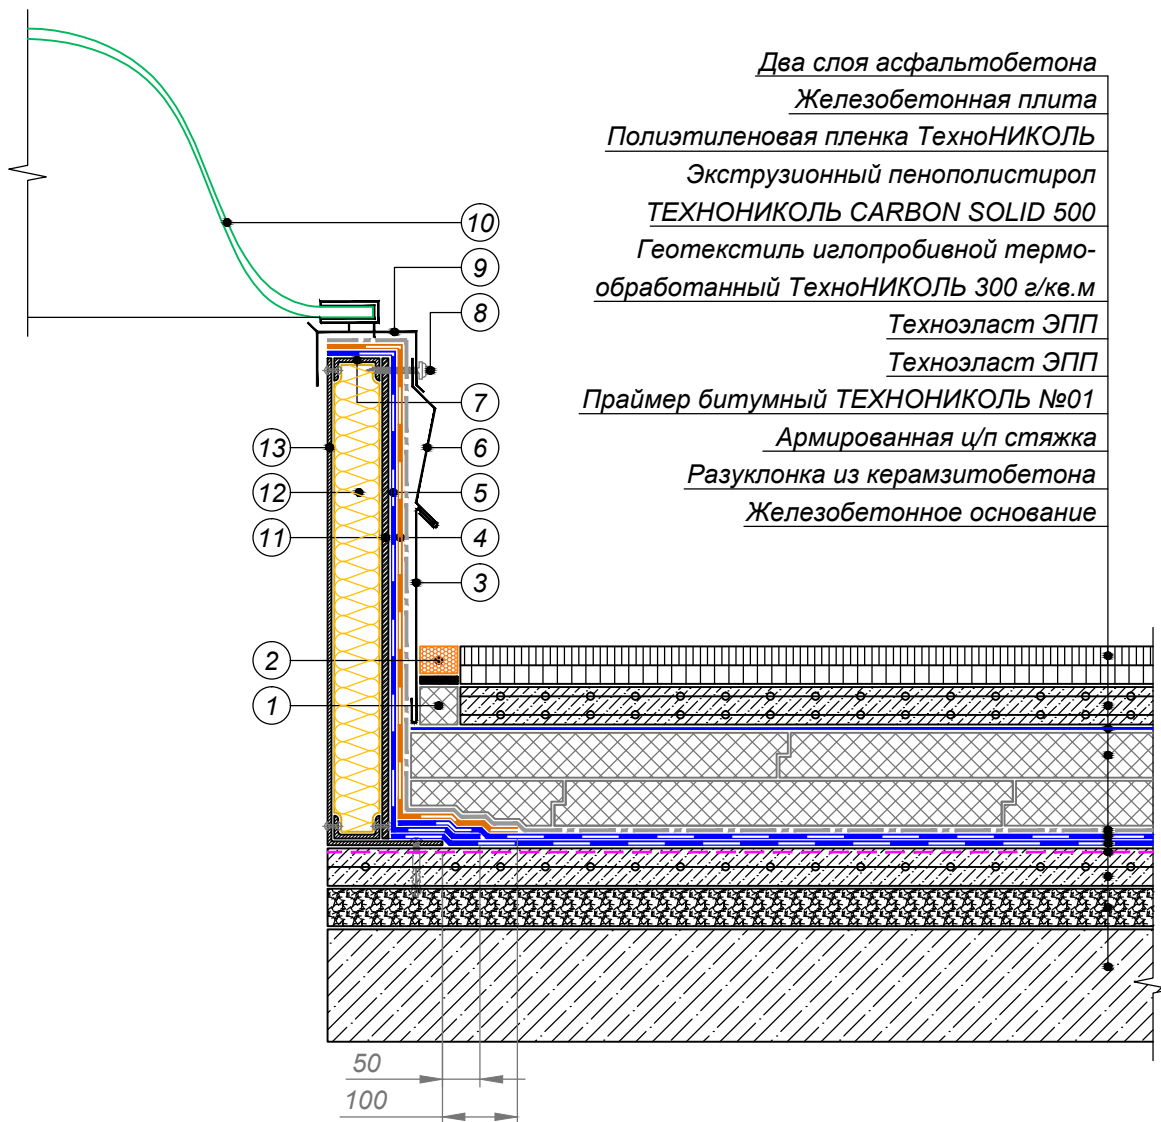 Два слоя асфальтобетона
Железобетонная плита
Полиэтиленовая пленка ТехноНИКОЛЬ
Экструзионный пенополистирол
ТЕХНОНИКОЛЬ CARBON SOLID 500
Геотекстиль иглопробивной термо-
обработанный ТехноНИКОЛЬ 300 г/кв.м
Техноэласт ЭПП
Техноэласт ЭПП
Праймер битумный ТЕХНОНИКОЛЬ №01
Армированная ц/п стяжка
Разуклонка из керамзитобетона
Железобетонное основание
10
9
8
7
13
6
12
5
11
4
3
2
1
50
100